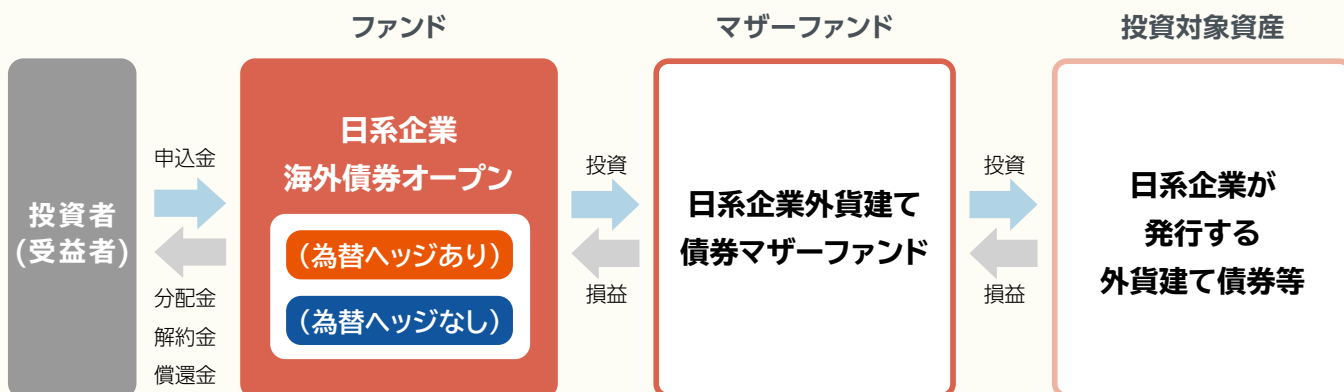 ファンド
マザーファンド
投資対象資産
投資者
(受益者)
申込金
分配金
解約金
償還金
日系企業
海外債券オープン
(為替ヘッジあり)
(為替ヘッジなし)
投資
損益
日系企業外貨建て
債券マザーファンド
投資
損益
日系企業が
発行する
外貨建て債券等